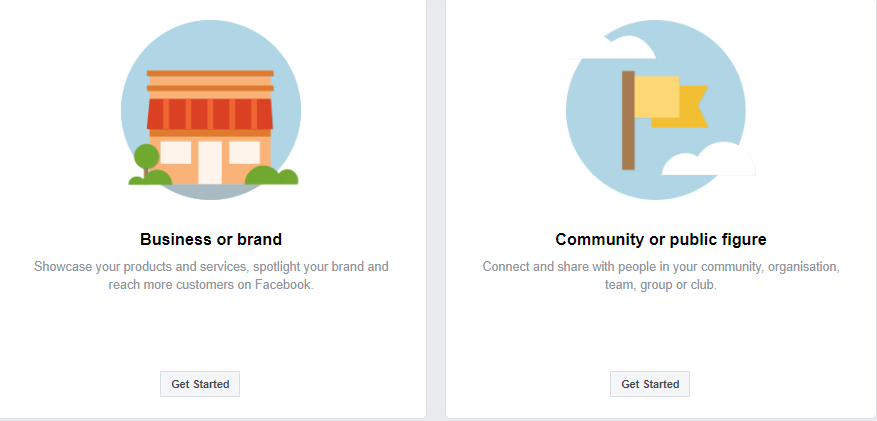 Business or brand
Showcase your products and services, spotlight your brand and
reach more customers on Facebook.
Get Started
Community or public figure
Connect and share with people in your community, organisation,
team, group or club.
Get Started